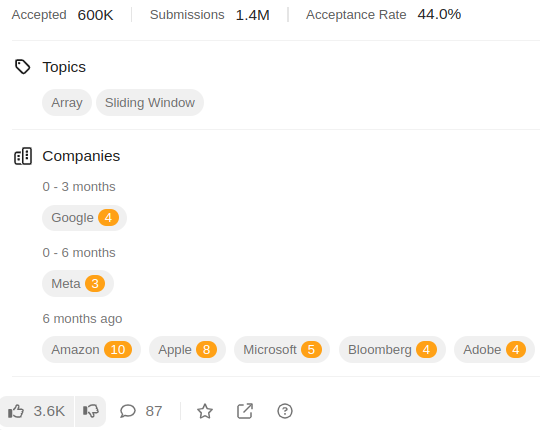 Accepted 600K Submissions 1.4M Acceptance Rate 44.0%
Topics
Array Sliding Window
Companies
0 - 3 months
Google 4
0 - 6 months
Meta 3
6 months ago
Amazon 10 Apple 8 Microsoft 5 Bloomberg 4 Adobe 4
3.6K 87